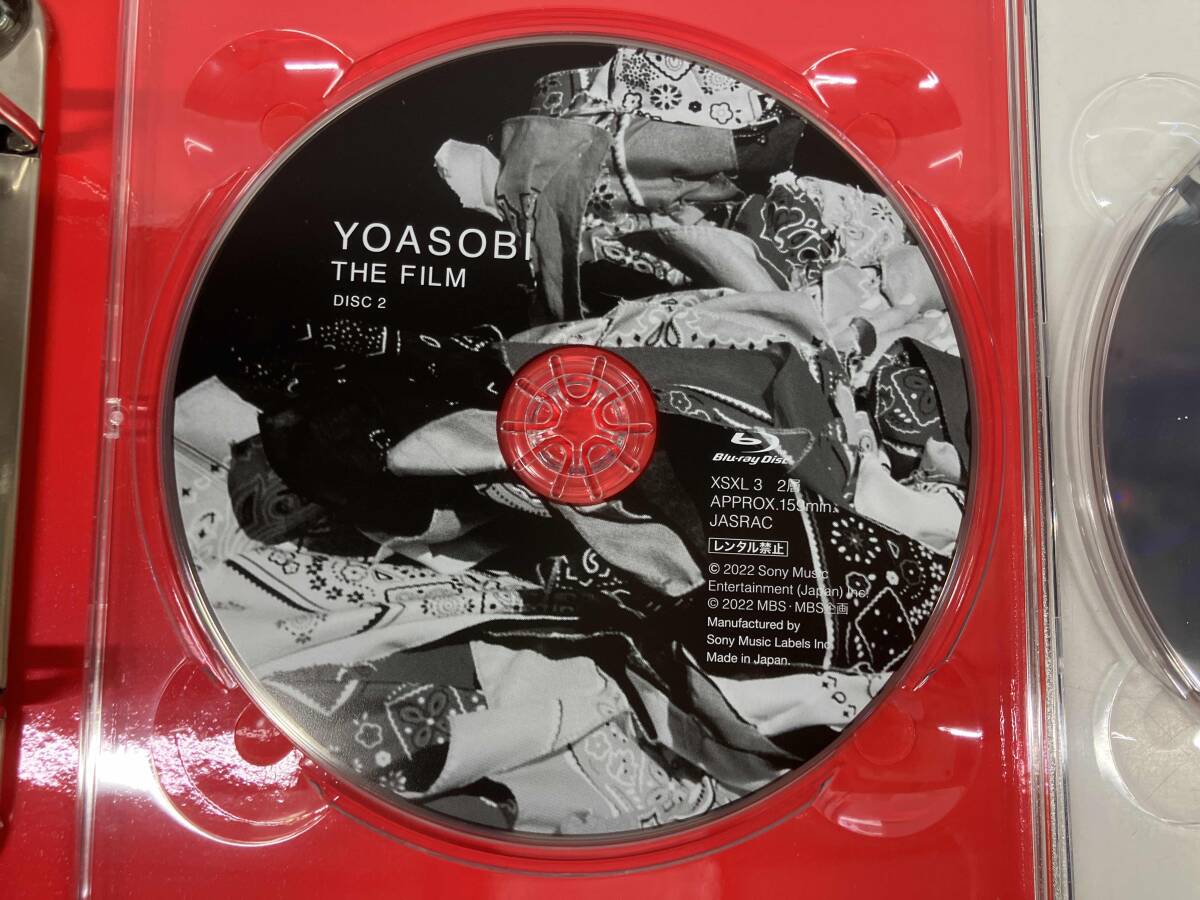 YOASOBI
THE FILM
DISC 2
Blu-ray Disc
XSXL 3 2層
APPROX.159min.
JASRAC
レンタル禁止
© 2022 Sony Music
Entertainment (Japan) Inc.
© 2022 MBS・MBS企画
Manufactured by
Sony Music Labels Inc.
Made in Japan.